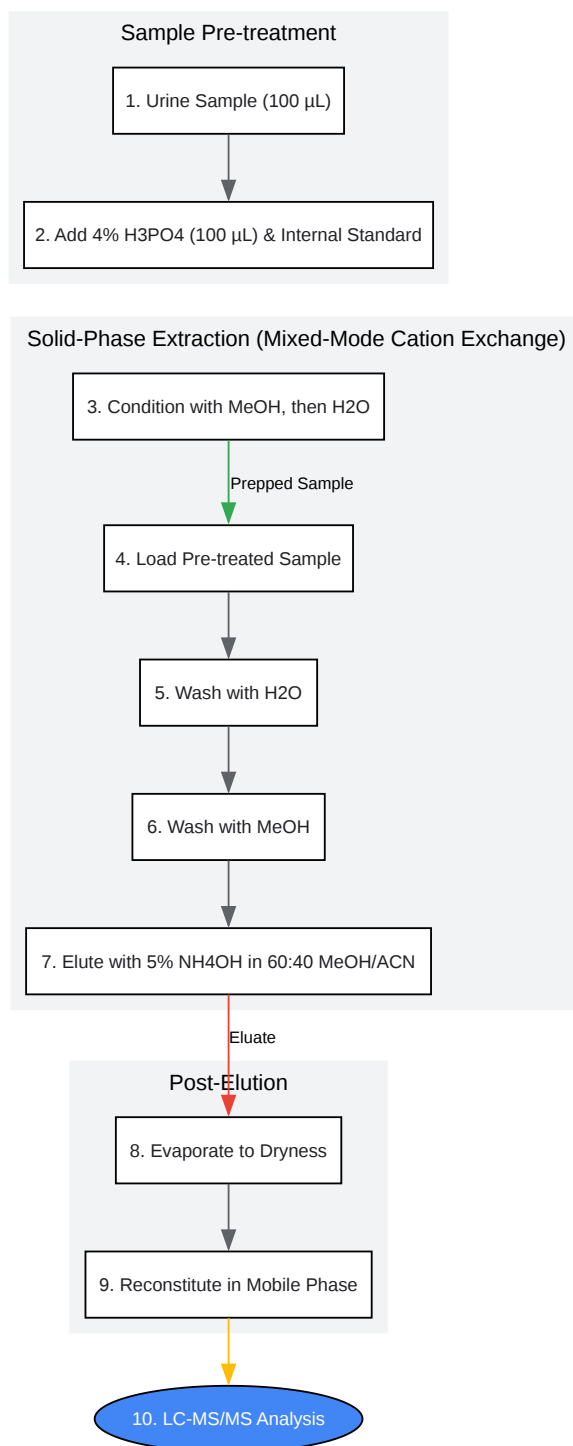 Sample Pre-treatment
1. Urine Sample (100 µL)
2. Add 4% H3PO4 (100 µL) & Internal Standard
Solid-Phase Extraction (Mixed-Mode Cation Exchange)
3. Condition with MeOH, then H2O
Prepped Sample
4. Load Pre-treated Sample
5. Wash with H2O
6. Wash with MeOH
7. Elute with 5% NH4OH in 60:40 MeOH/ACN
Eluate
Post-Elution
8. Evaporate to Dryness
9. Reconstitute in Mobile Phase
10. LC-MS/MS Analysis